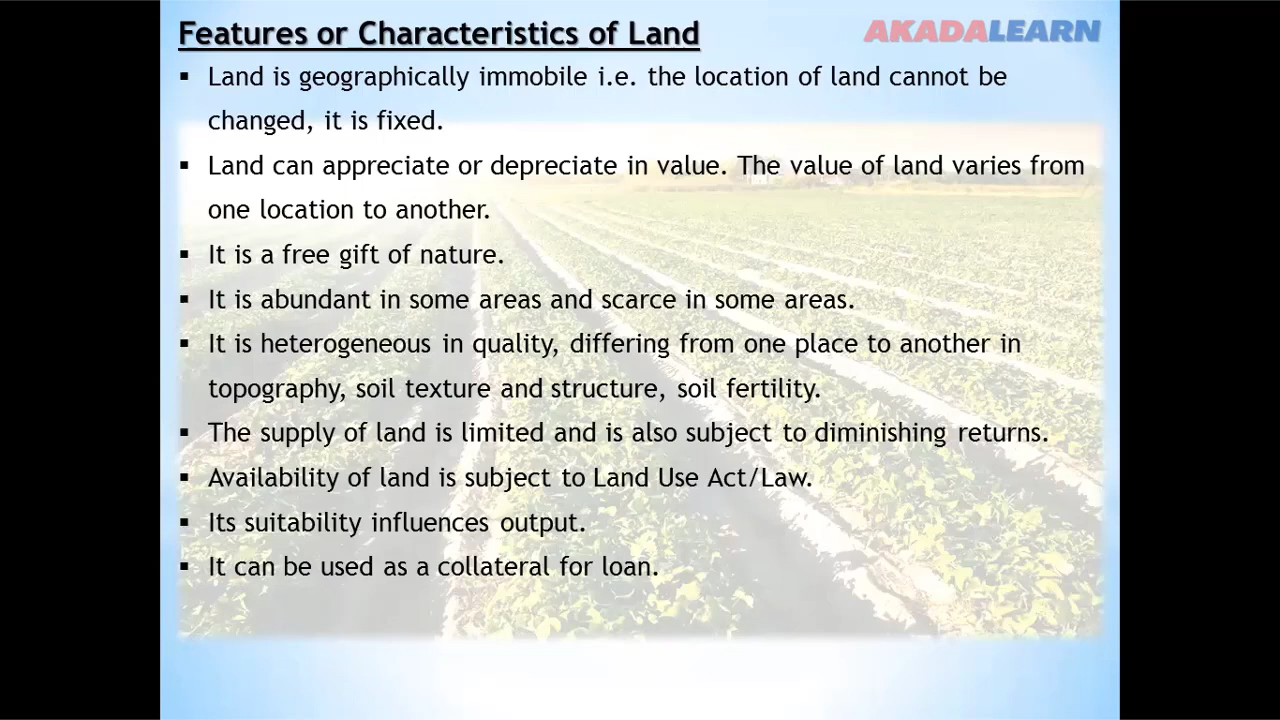 Features or Characteristics of Land
AKADALEARN
▪ Land is geographically immobile i.e. the location of land cannot be
changed, it is fixed.
▪ Land can appreciate or depreciate in value. The value of land varies from
one location to another.
▪ It is a free gift of nature.
▪ It is abundant in some areas and scarce in some areas.
▪ It is heterogeneous in quality, differing from one place to another in
topography, soil texture and structure, soil fertility.
▪ The supply of land is limited and is also subject to diminishing returns.
▪ Availability of land is subject to Land Use Act/Law.
▪ Its suitability influences output.
▪ It can be used as a collateral for loan.